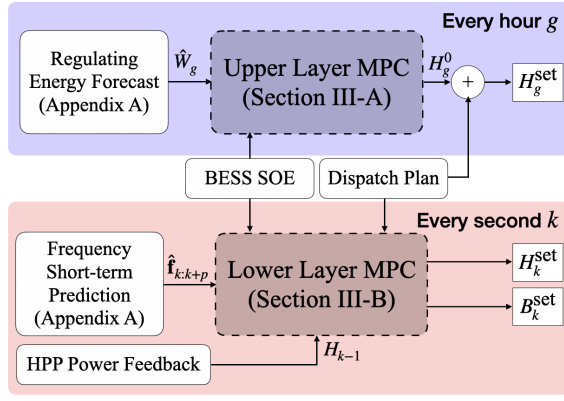 Every hour g
Regulating
Energy Forecast
(Appendix A)
Ŵ_g
Upper Layer MPC
(Section III-A)
H_g^0
+
H_g^set
BESS SOE
Dispatch Plan
Every second k
Frequency
Short-term
Prediction
(Appendix A)
f̂_{k:k+p}
Lower Layer MPC
(Section III-B)
H_k^set
B_k^set
HPP Power Feedback
H_{k−1}